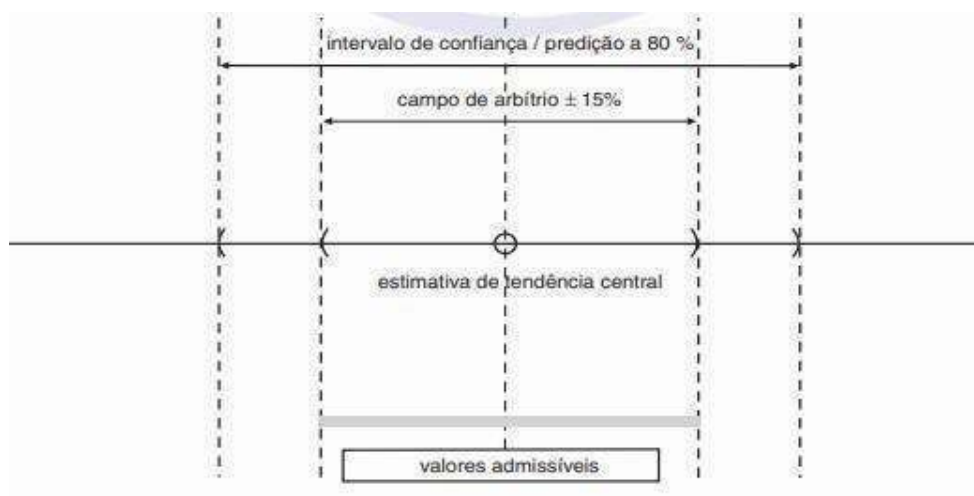 intervalo de confiança / predição a 80 %
campo de arbítrio ± 15%
estimativa de tendência central
valores admissíveis